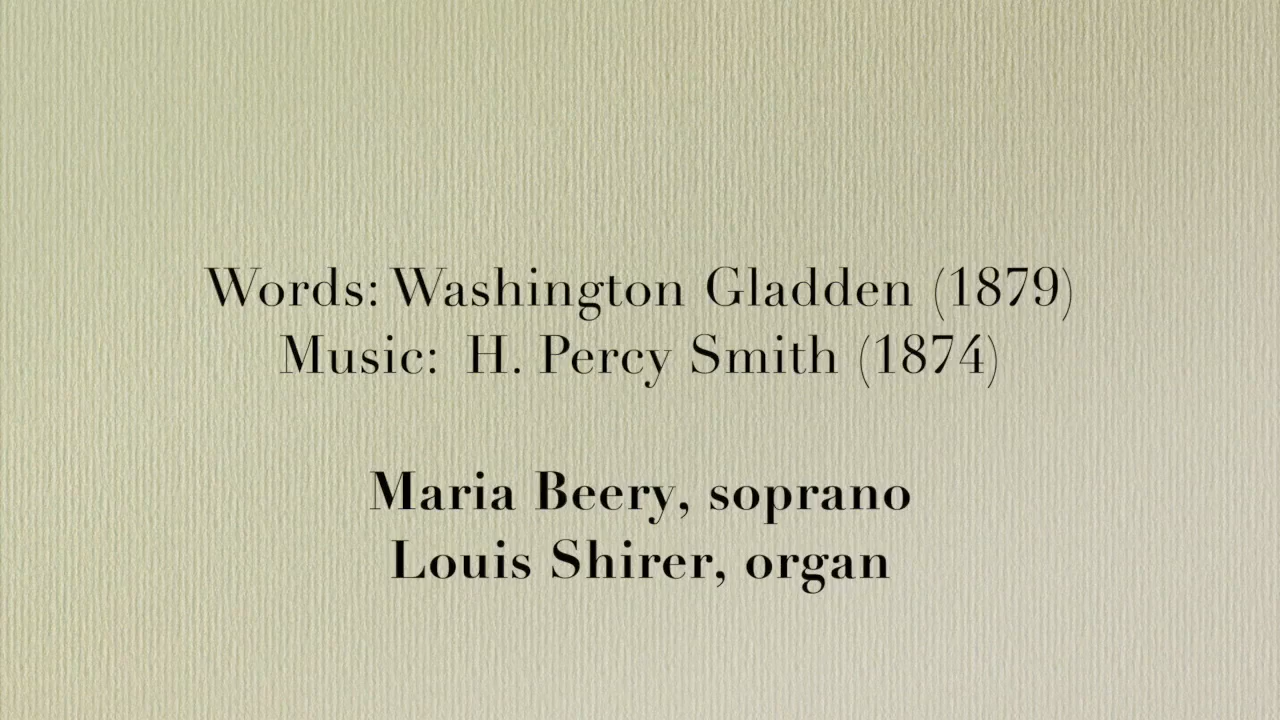 Words: Washington Gladden (1879)
Music:  H. Percy Smith (1874)
Maria Beery, soprano
Louis Shirer, organ